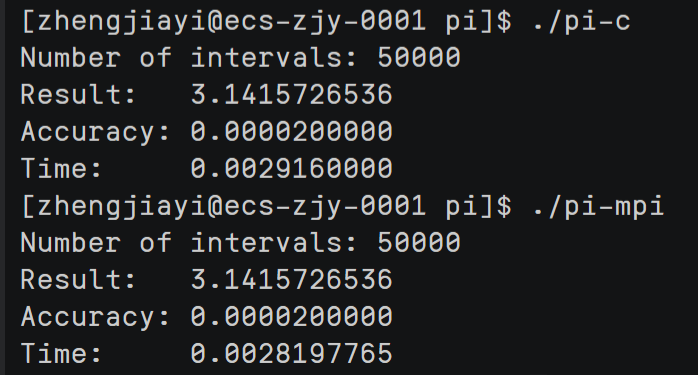 [zhengjiayi@ecs-zjy-0001 pi]$ ./pi-c
Number of intervals: 50000
Result:   3.1415726536
Accuracy: 0.0000200000
Time:     0.0029160000
[zhengjiayi@ecs-zjy-0001 pi]$ ./pi-mpi
Number of intervals: 50000
Result:   3.1415726536
Accuracy: 0.0000200000
Time:     0.0028197765